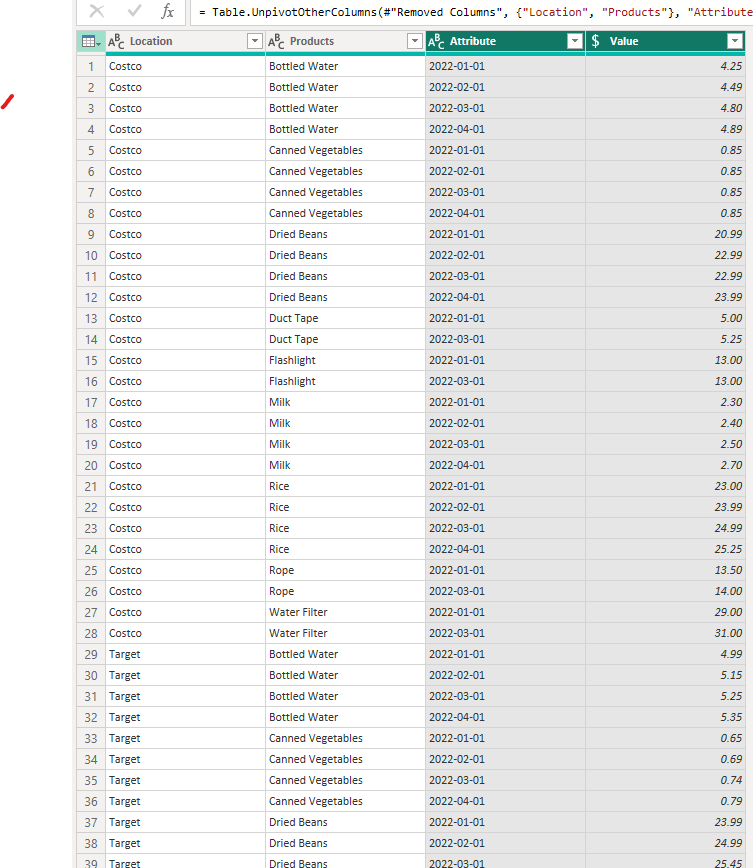 fx = Table.UnpivotOtherColumns(#"Removed Columns", {"Location", "Products"}, "Attribute
ABC Location ABC Products ABC Attribute $ Value
1 Costco Bottled Water 2022-01-01 4.25
2 Costco Bottled Water 2022-02-01 4.49
3 Costco Bottled Water 2022-03-01 4.80
4 Costco Bottled Water 2022-04-01 4.89
5 Costco Canned Vegetables 2022-01-01 0.85
6 Costco Canned Vegetables 2022-02-01 0.85
7 Costco Canned Vegetables 2022-03-01 0.85
8 Costco Canned Vegetables 2022-04-01 0.85
9 Costco Dried Beans 2022-01-01 20.99
10 Costco Dried Beans 2022-02-01 22.99
11 Costco Dried Beans 2022-03-01 22.99
12 Costco Dried Beans 2022-04-01 23.99
13 Costco Duct Tape 2022-01-01 5.00
14 Costco Duct Tape 2022-03-01 5.25
15 Costco Flashlight 2022-01-01 13.00
16 Costco Flashlight 2022-03-01 13.00
17 Costco Milk 2022-01-01 2.30
18 Costco Milk 2022-02-01 2.40
19 Costco Milk 2022-03-01 2.50
20 Costco Milk 2022-04-01 2.70
21 Costco Rice 2022-01-01 23.00
22 Costco Rice 2022-02-01 23.99
23 Costco Rice 2022-03-01 24.99
24 Costco Rice 2022-04-01 25.25
25 Costco Rope 2022-01-01 13.50
26 Costco Rope 2022-03-01 14.00
27 Costco Water Filter 2022-01-01 29.00
28 Costco Water Filter 2022-03-01 31.00
29 Target Bottled Water 2022-01-01 4.99
30 Target Bottled Water 2022-02-01 5.15
31 Target Bottled Water 2022-03-01 5.25
32 Target Bottled Water 2022-04-01 5.35
33 Target Canned Vegetables 2022-01-01 0.65
34 Target Canned Vegetables 2022-02-01 0.69
35 Target Canned Vegetables 2022-03-01 0.74
36 Target Canned Vegetables 2022-04-01 0.79
37 Target Dried Beans 2022-01-01 23.99
38 Target Dried Beans 2022-02-01 24.99
39 Target Dried Beans 2022-03-01 25.45